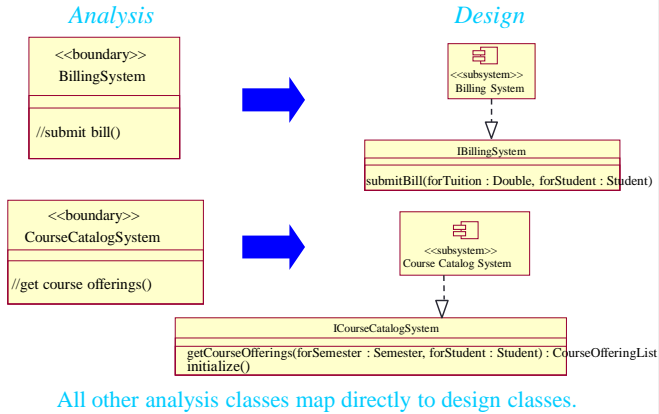 Analysis
Design
<<boundary>>
BillingSystem
//submit bill()
<<subsystem>>
Billing System
IBillingSystem
submitBill(forTuition : Double, forStudent : Student)
<<boundary>>
CourseCatalogSystem
//get course offerings()
<<subsystem>>
Course Catalog System
ICourseCatalogSystem
getCourseOfferings(forSemester : Semester, forStudent : Student) : CourseOfferingList
initialize()
All other analysis classes map directly to design classes.